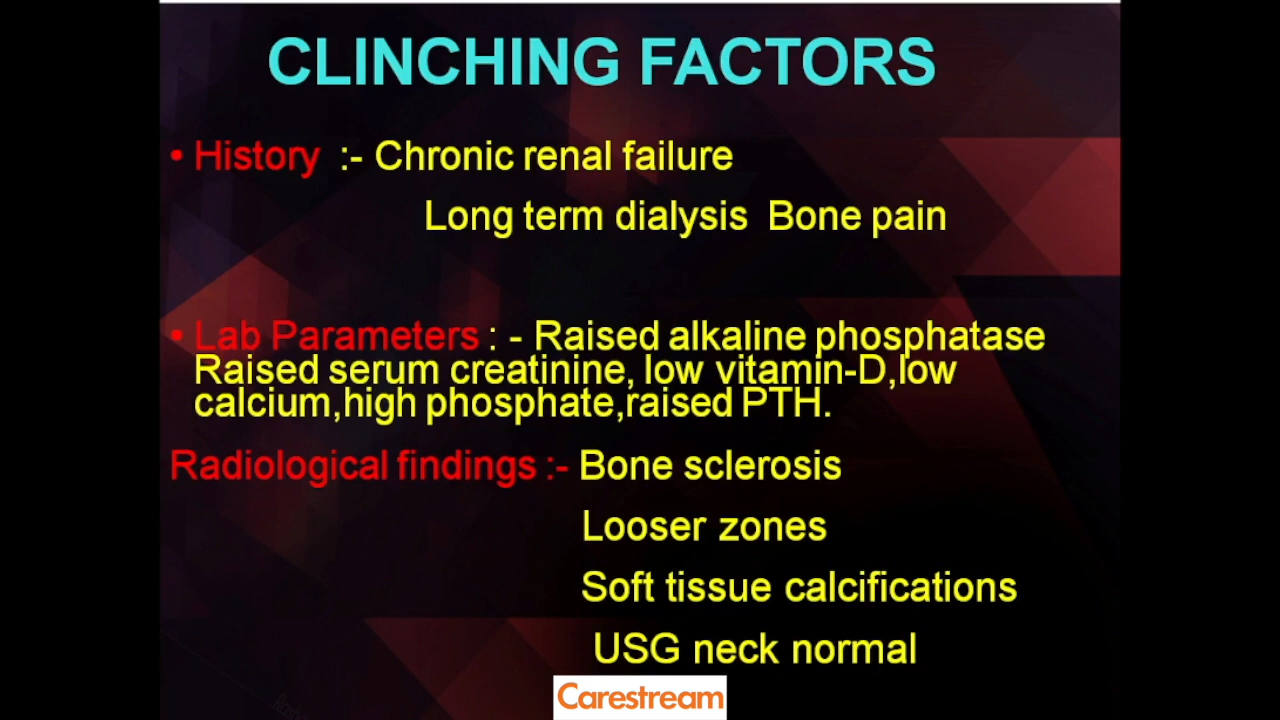 CLINCHING FACTORS
• History :- Chronic renal failure
Long term dialysis Bone pain
• Lab Parameters : - Raised alkaline phosphatase
Raised serum creatinine, low vitamin-D,low
calcium,high phosphate,raised PTH.
Radiological findings :- Bone sclerosis
Looser zones
Soft tissue calcifications
USG neck normal
Carestream